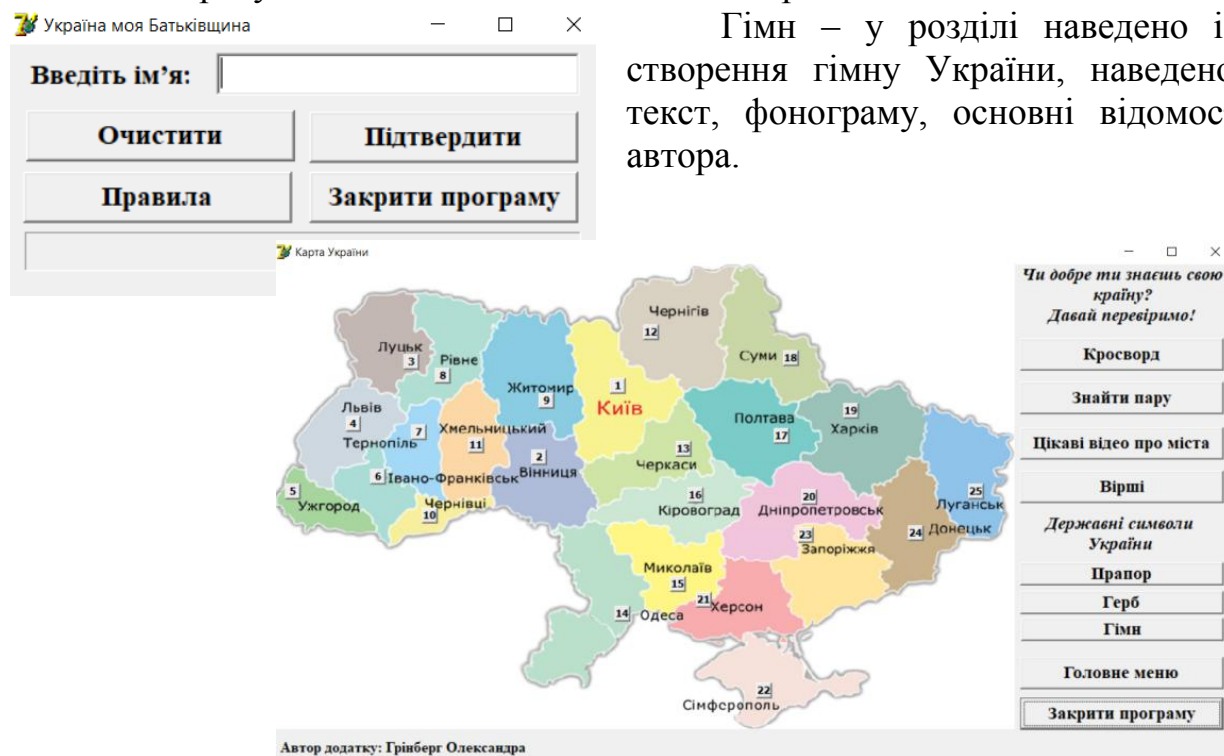 Україна моя Батьківщина
Введіть ім’я:
Очистити
Підтвердити
Правила
Закрити програму
Гімн – у розділі наведено
створення гімну України, наведено
текст, фонограму, основні
автора.
Карта України
Чернігів
12
Суми 18
Луцьк
3
Рівне
8
Житомир
9
1
Київ
Львів
4
Тернопіль
7
Хмельницький
11
Полтава
17
19
Харків
13
Черкаси
2
Вінниця
6 Івано-Франківськ
5
Ужгород
Чернівці
10
16
Кіровоград
20
Дніпропетровськ
25
Луганськ
24 Донецьк
23
Запоріжжя
Миколаїв
15
21
Херсон
14 Одеса
22
Сімферополь
Чи добре ти знаєшь свою
країну?
Давай перевіримо!
Кросворд
Знайти пару
Цікаві відео про міста
Вірші
Державні символи
України
Прапор
Герб
Гімн
Головне меню
Закрити програму
Автор додатку: Грінберг Олександра